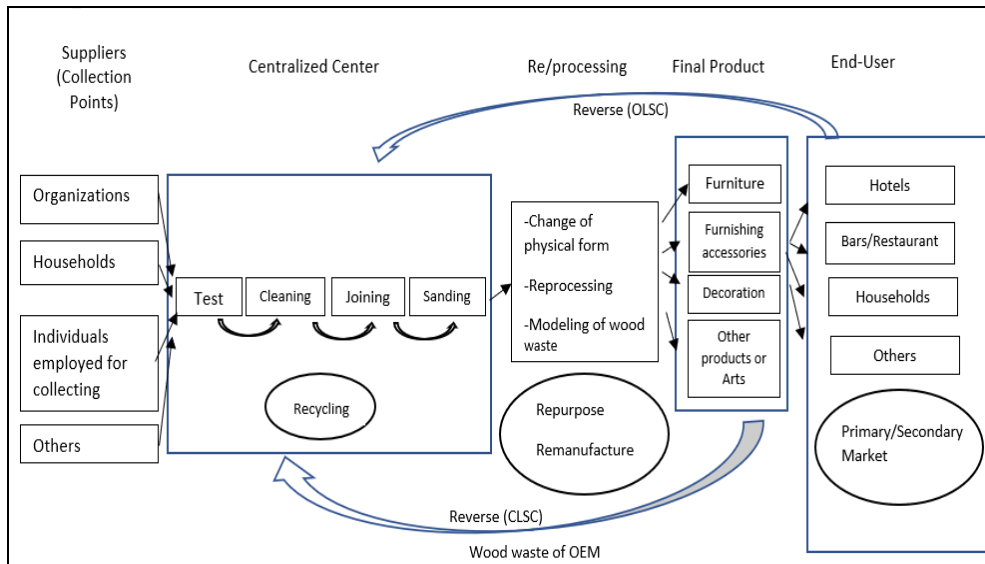 Suppliers
(Collection
Points)
Centralized Center
Re/processing
Final Product
End-User
Reverse (OLSC)
Organizations
Households
Individuals
employed for
collecting
Others
Test
Cleaning
Joining
Sanding
Recycling
-Change of
physical form
-Reprocessing
-Modeling of wood
waste
Repurpose
Remanufacture
Furniture
Furnishing
accessories
Decoration
Other
products or
Arts
Hotels
Bars/Restaurant
Households
Others
Primary/Secondary
Market
Reverse (CLSC)
Wood waste of OEM